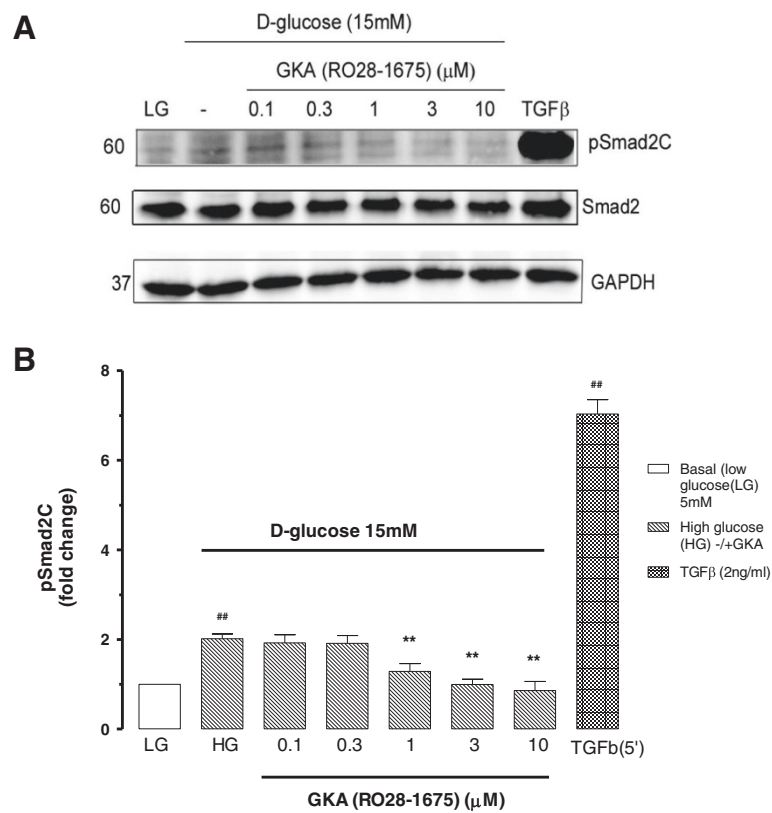 A
D-glucose (15mM)
GKA (RO28-1675) (μM)
LG - 0.1 0.3 1 3 10 TGFβ
60 pSmad2C
60 Smad2
37 GAPDH
B
pSmad2C
(fold change)
8
6
4
2
0
D-glucose 15mM
##
**
**
**
##
LG HG 0.1 0.3 1 3 10 TGFb(5')
GKA (RO28-1675) (μM)
Basal (low
glucose(LG)
5mM
High glucose
(HG) -/+GKA
TGFβ (2ng/ml)